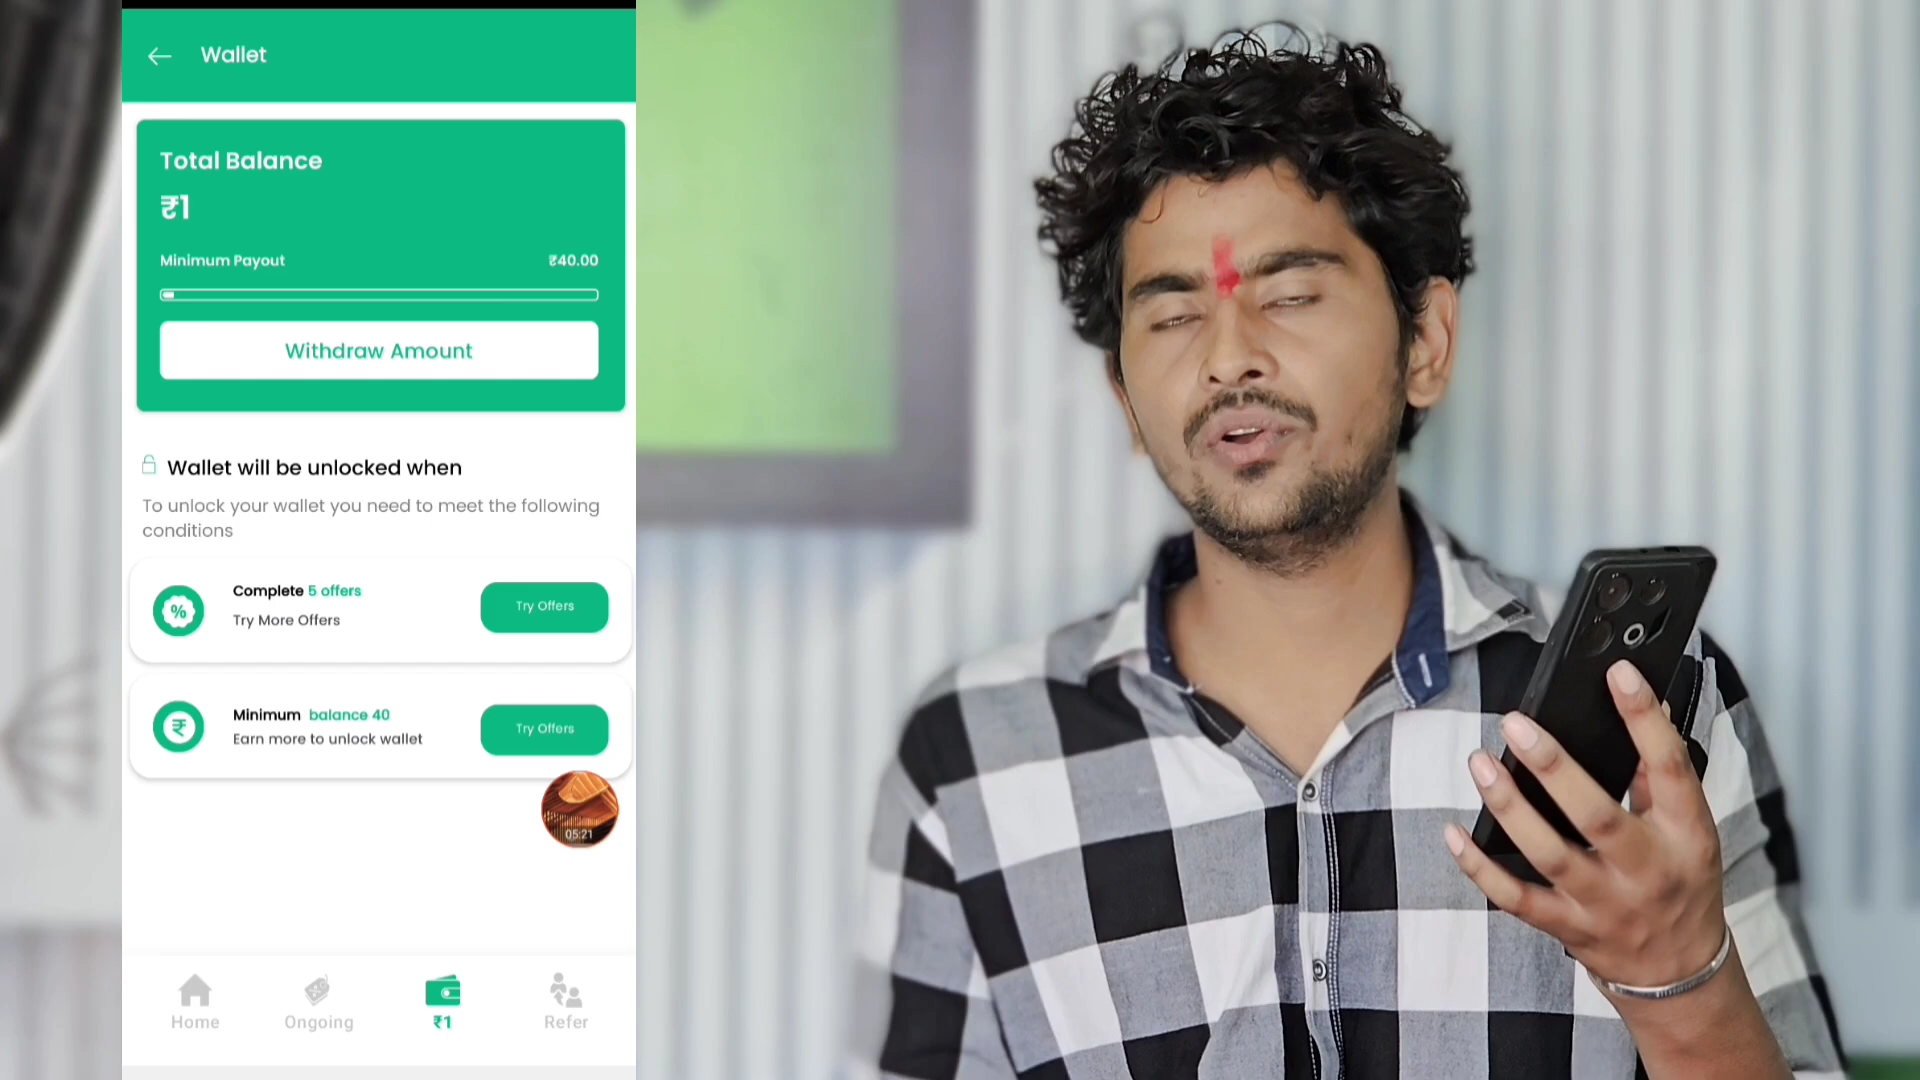 Wallet
Total Balance
₹1
Minimum Payout ₹40.00
Withdraw Amount
Wallet will be unlocked when
To unlock your wallet you need to meet the following
conditions
Complete 5 offers
Try More Offers
Try Offers
Minimum balance 40
Earn more to unlock wallet
Try Offers
05:21
Home
Ongoing
₹1
Refer